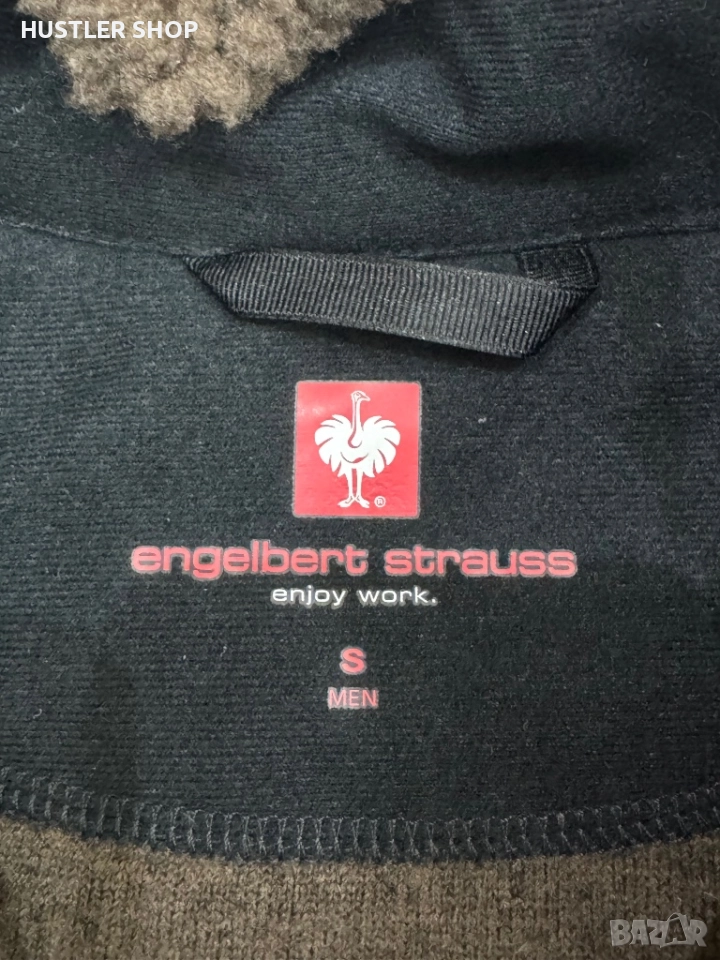 HUSTLER SHOP
®
engelbert strauss
enjoy work.
S
MEN
BAZAR